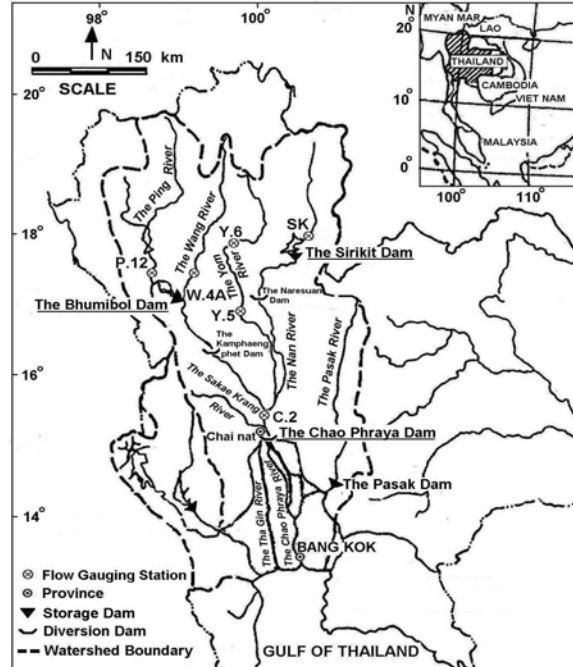 98°
100°
N
0
150 km
SCALE
20°
18°
16°
14°
N
20°
10°
0°
100°
110°
MYAN MAR
LAO
THAILAND
CAMBODIA
VIET NAM
MALAYSIA
The Ping River
The Wang River
Y.6
SK
The Yom River
The Sirikit Dam
P.12
W.4A
The Naresuan Dam
The Bhumibol Dam
Y.5
The Kamphaeng phet Dam
The Nan River
The Pasak River
The Sakae Krang River
C.2
Chai nat
The Chao Phraya Dam
The Pasak Dam
The Tha Gin River
The Chao Phraya River
BANG KOK
Flow Gauging Station
Province
Storage Dam
Diversion Dam
Watershed Boundary
GULF OF THAILAND